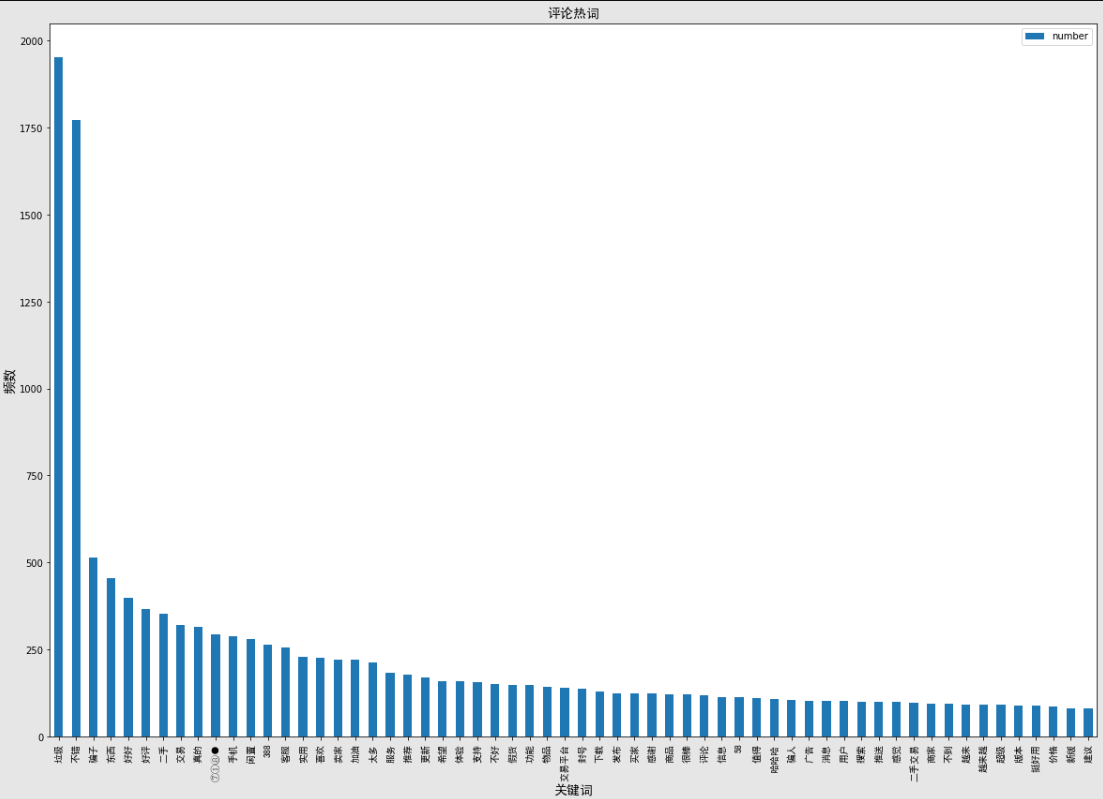 评论热词
number
2000
1750
1500
1250
1000
750
500
250
0
频数
垃圾
不错
骗子
东西
好好
好评
二手
交易
真的
手机
闲置
388
客服
实用
喜欢
卖家
加油
太多
服务
推荐
更新
希望
体验
支持
不好
假货
功能
物品
交易平台
封号
下载
发布
买家
感谢
商品
很棒
评论
信息
58
值得
哈哈哈
骗人
广告
消息
用户
搜索
推送
感觉
二手交易
商家
不到
越来
越来越
超级
版本
挺好用
价格
新版
建议
关键词